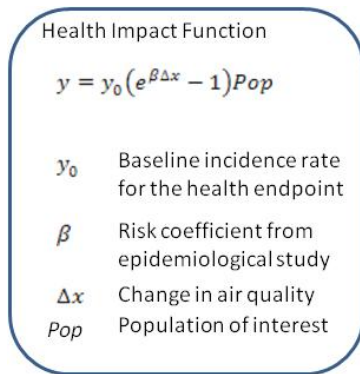 Health Impact Function
y = y₀(e^{βΔx} − 1)Pop
y₀ Baseline incidence rate
for the health endpoint
β Risk coefficient from
epidemiological study
Δx Change in air quality
Pop Population of interest